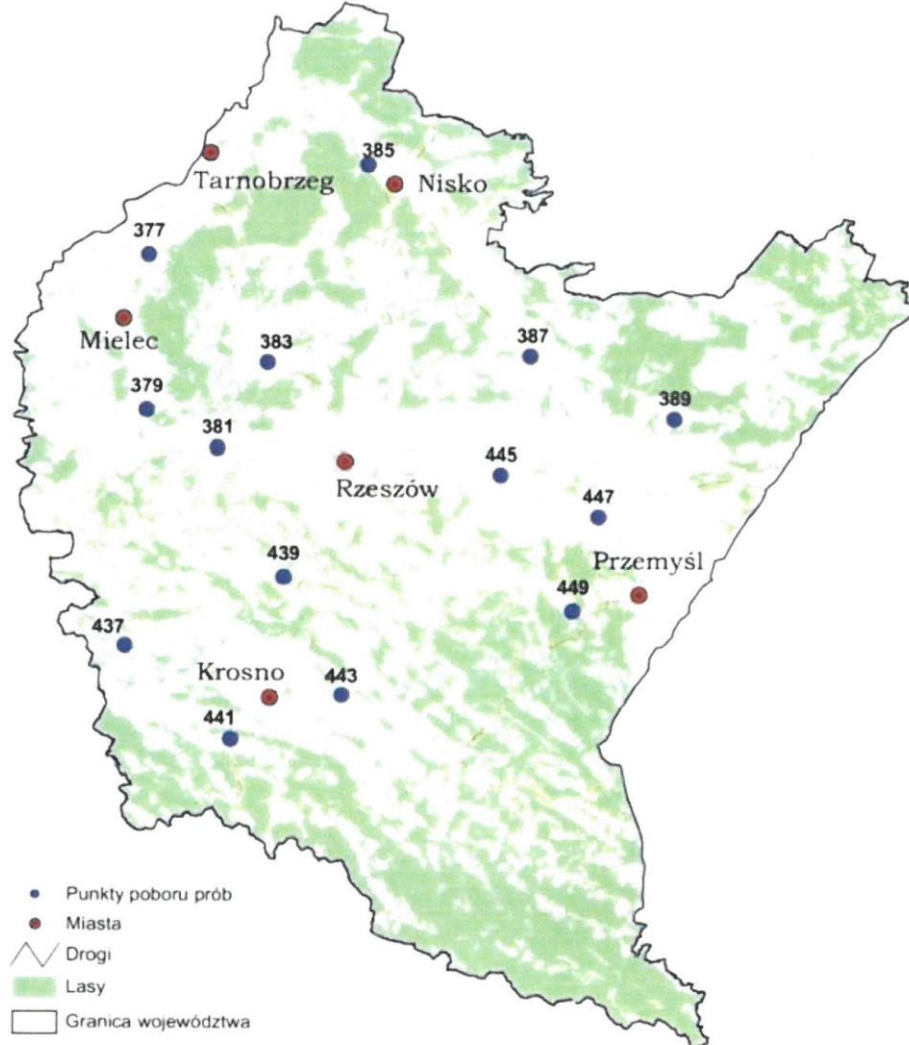 385
Tarnobrzeg
Nisko
377
Mielec
383
387
379
389
381
Rzeszów
445
447
439
Przemyśl
449
437
Krosno
443
441
Punkty poboru prób
Miasta
Drogi
Lasy
Granica województwa